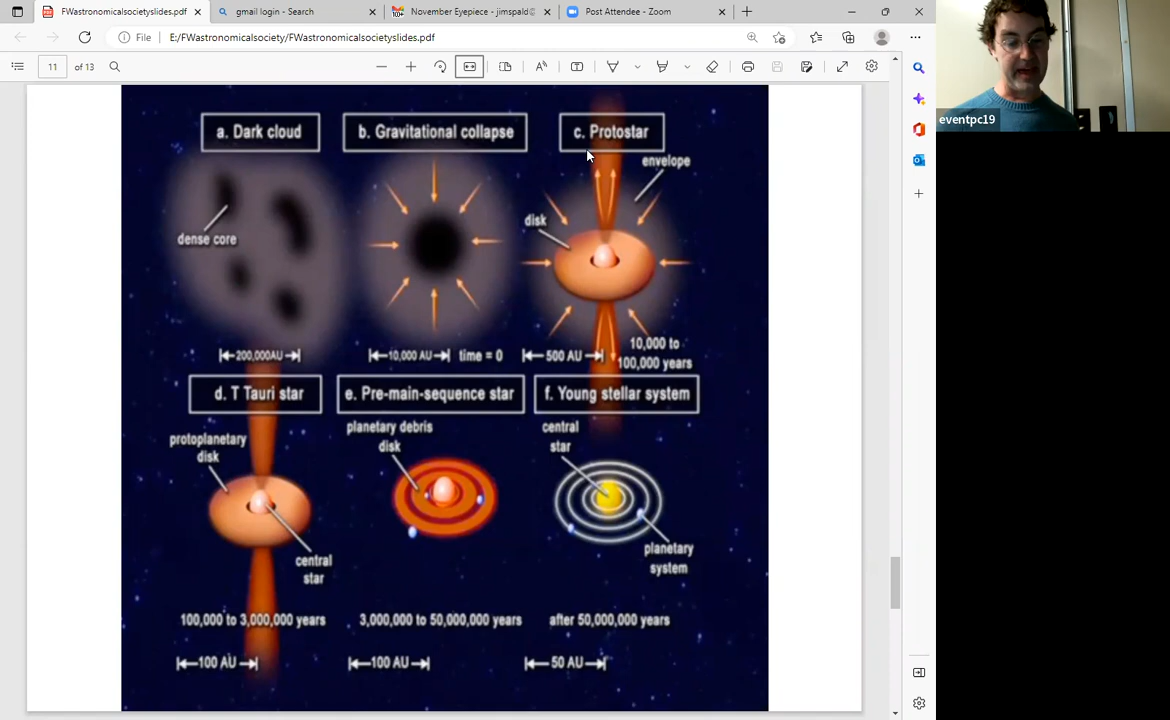 FWastronomicalsocietyslides.pdf
gmail login - Search
November Eyepiece - jimspald@
Post Attendee - Zoom
File
E:/FWastronomicalsociety/FWastronomicalsocietyslides.pdf
11 of 13
eventpc19
a. Dark cloud
b. Gravitational collapse
c. Protostar
envelope
disk
dense core
200,000AU
10,000 AU
time = 0
500 AU
10,000 to
100,000 years
d. T Tauri star
e. Pre-main-sequence star
f. Young stellar system
protoplanetary
disk
planetary debris
disk
central
star
central
star
planetary
system
100,000 to 3,000,000 years
3,000,000 to 50,000,000 years
after 50,000,000 years
100 AU
100 AU
50 AU